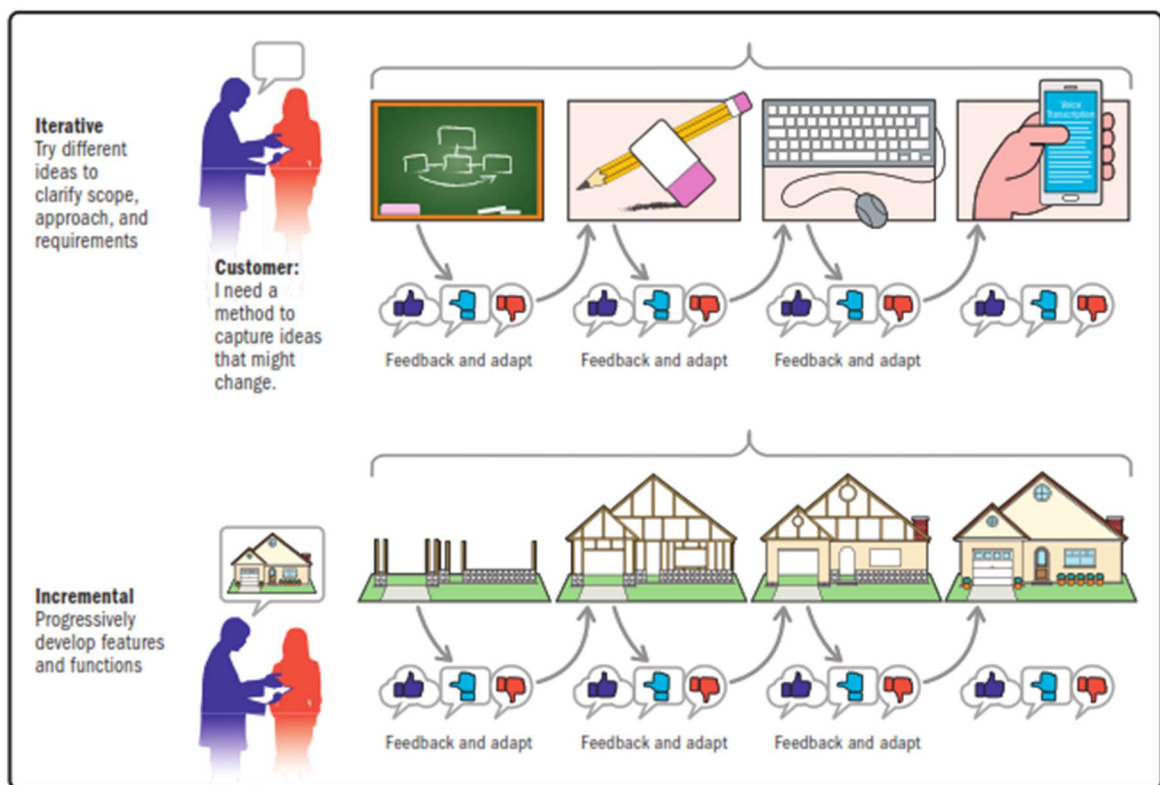 Iterative
Try different
ideas to
clarify scope,
approach, and
requirements
Customer:
I need a
method to
capture ideas
that might
change.
Voice
Transcription
Feedback and adapt
Feedback and adapt
Feedback and adapt
Incremental
Progressively
develop features
and functions
Feedback and adapt
Feedback and adapt
Feedback and adapt